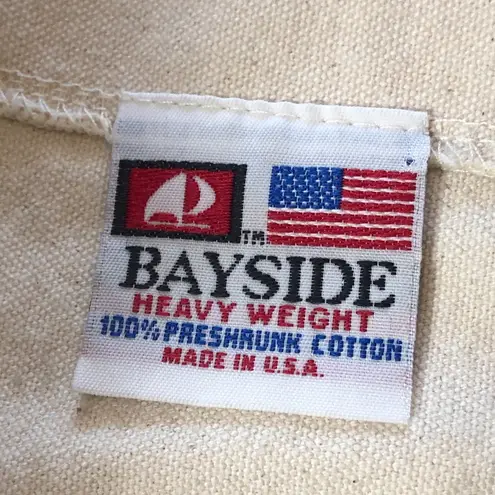 TM
BAYSIDE
HEAVY WEIGHT
100% PRESHRUNK COTTON
MADE IN U.S.A.